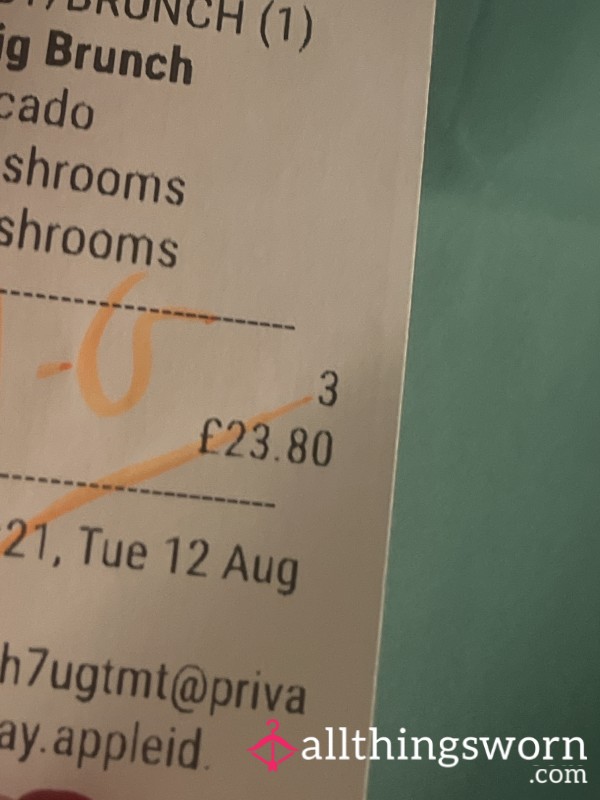 BRUNCH (1)
ig Brunch
cado
shrooms
shrooms
3
£23.80
21, Tue 12 Aug
h7ugtmt@priva
ay.appleid.
allthingsworn
.com